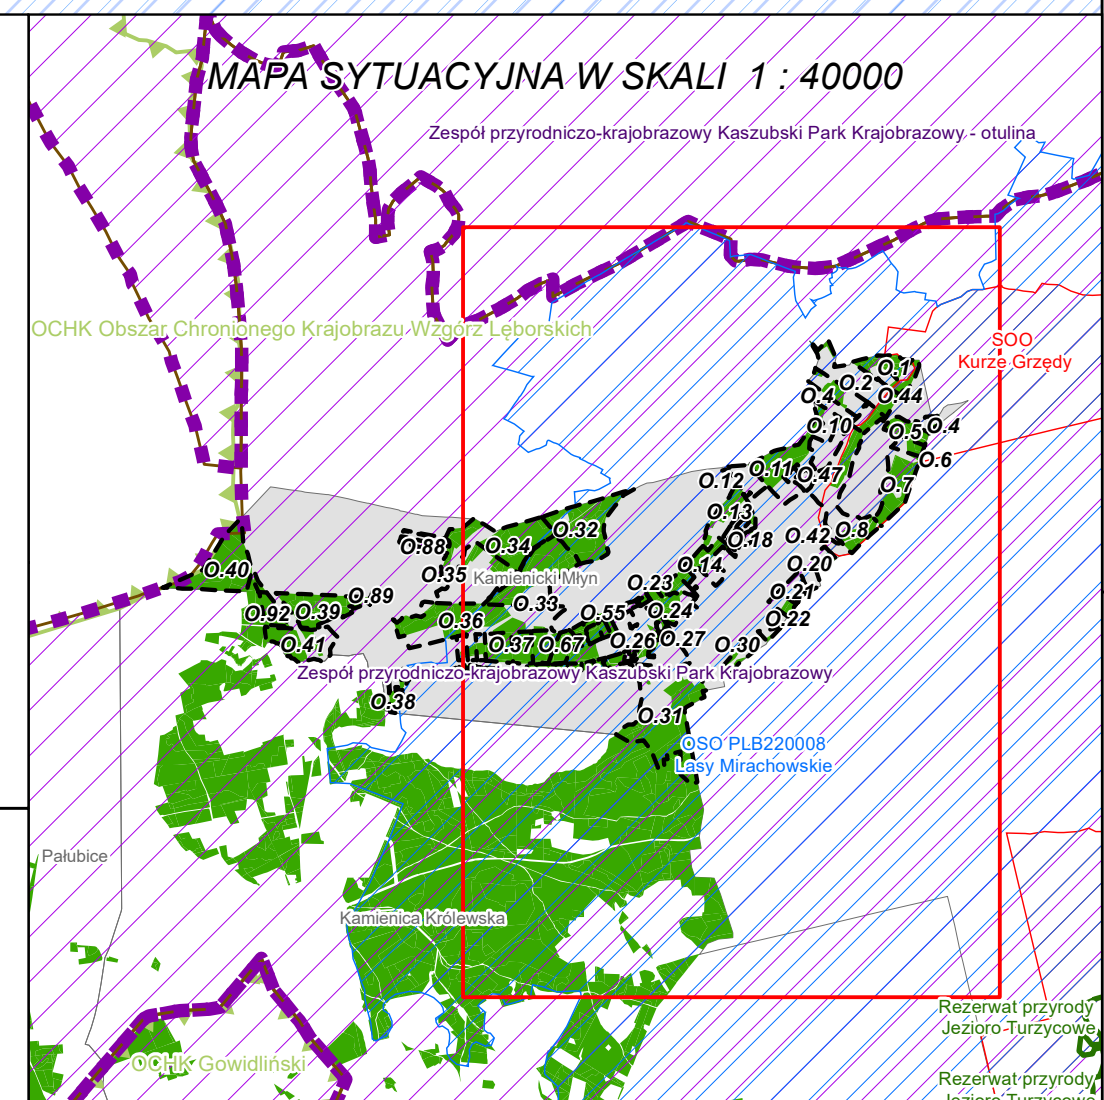 MAPA SYTUACYJNA W SKALI 1 : 40000
Zespół przyrodniczo-krajobrazowy Kaszubski Park Krajobrazowy - otulina
OCHK Obszar Chronionego Krajobrazu Wzgórz Lęborskich
SOO
Kurze Grzędy
O.1
O.2
O.4
O.44
O.10
O.5
O.4
O.6
O.11
O.47
O.12
O.7
O.13
O.32
O.8
O.42
O.18
O.88
O.34
O.14
O.20
O.40
O.35
Kamienicki Młyn
O.23
O.21
O.89
O.33
O.92
O.39
O.55
O.24
O.22
O.36
O.41
O.37
O.67
O.26
O.27
O.30
Zespół przyrodniczo-krajobrazowy Kaszubski Park Krajobrazowy
O.38
O.31
OSO PLB220008
Lasy Mirachowskie
Pałubice
Kamienica Królewska
Rezerwat przyrody
Jezioro Turzycowe
OCHK Gowidliński
Rezerwat przyrody
Jezioro Turzycowe